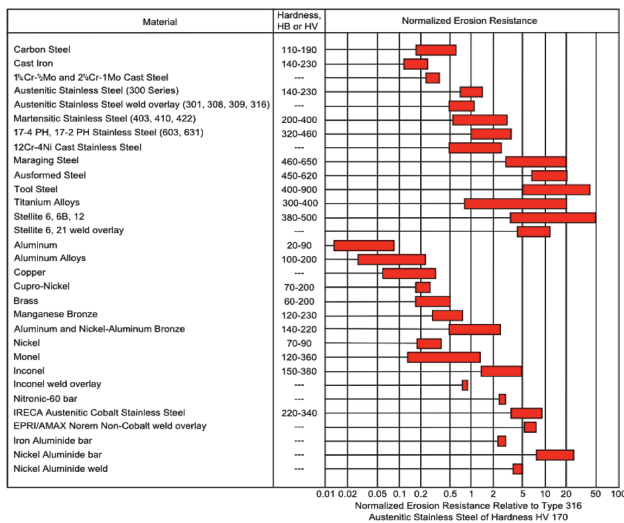 Material Hardness, HB or HV Normalized Erosion Resistance
Carbon Steel 110-190
Cast Iron 140-230
1¼Cr-½Mo and 2¼Cr-1Mo Cast Steel ---
Austenitic Stainless Steel (300 Series) 140-230
Austenitic Stainless Steel weld overlay (301, 308, 309, 316) ---
Martensitic Stainless Steel (403, 410, 422) 200-400
17-4 PH, 17-2 PH Stainless Steel (603, 631) 320-460
12Cr-4Ni Cast Stainless Steel ---
Maraging Steel 460-650
Ausformed Steel 450-620
Tool Steel 400-900
Titanium Alloys 300-400
Stellite 6, 6B, 12 380-500
Stellite 6, 21 weld overlay ---
Aluminum 20-90
Aluminum Alloys 100-200
Copper ---
Cupro-Nickel 70-200
Brass 60-200
Manganese Bronze 120-230
Aluminum and Nickel-Aluminum Bronze 140-220
Nickel 70-90
Monel 120-360
Inconel 150-380
Inconel weld overlay ---
Nitronic-60 bar ---
IRECA Austenitic Cobalt Stainless Steel 220-340
EPRI/AMAX Norem Non-Cobalt weld overlay ---
Iron Aluminide bar ---
Nickel Aluminide bar ---
Nickel Aluminide weld ---
0.01 0.02 0.05 0.1 0.2 0.5 1 2 5 10 20 50 100
Normalized Erosion Resistance Relative to Type 316
Austenitic Stainless Steel of Hardness HV 170